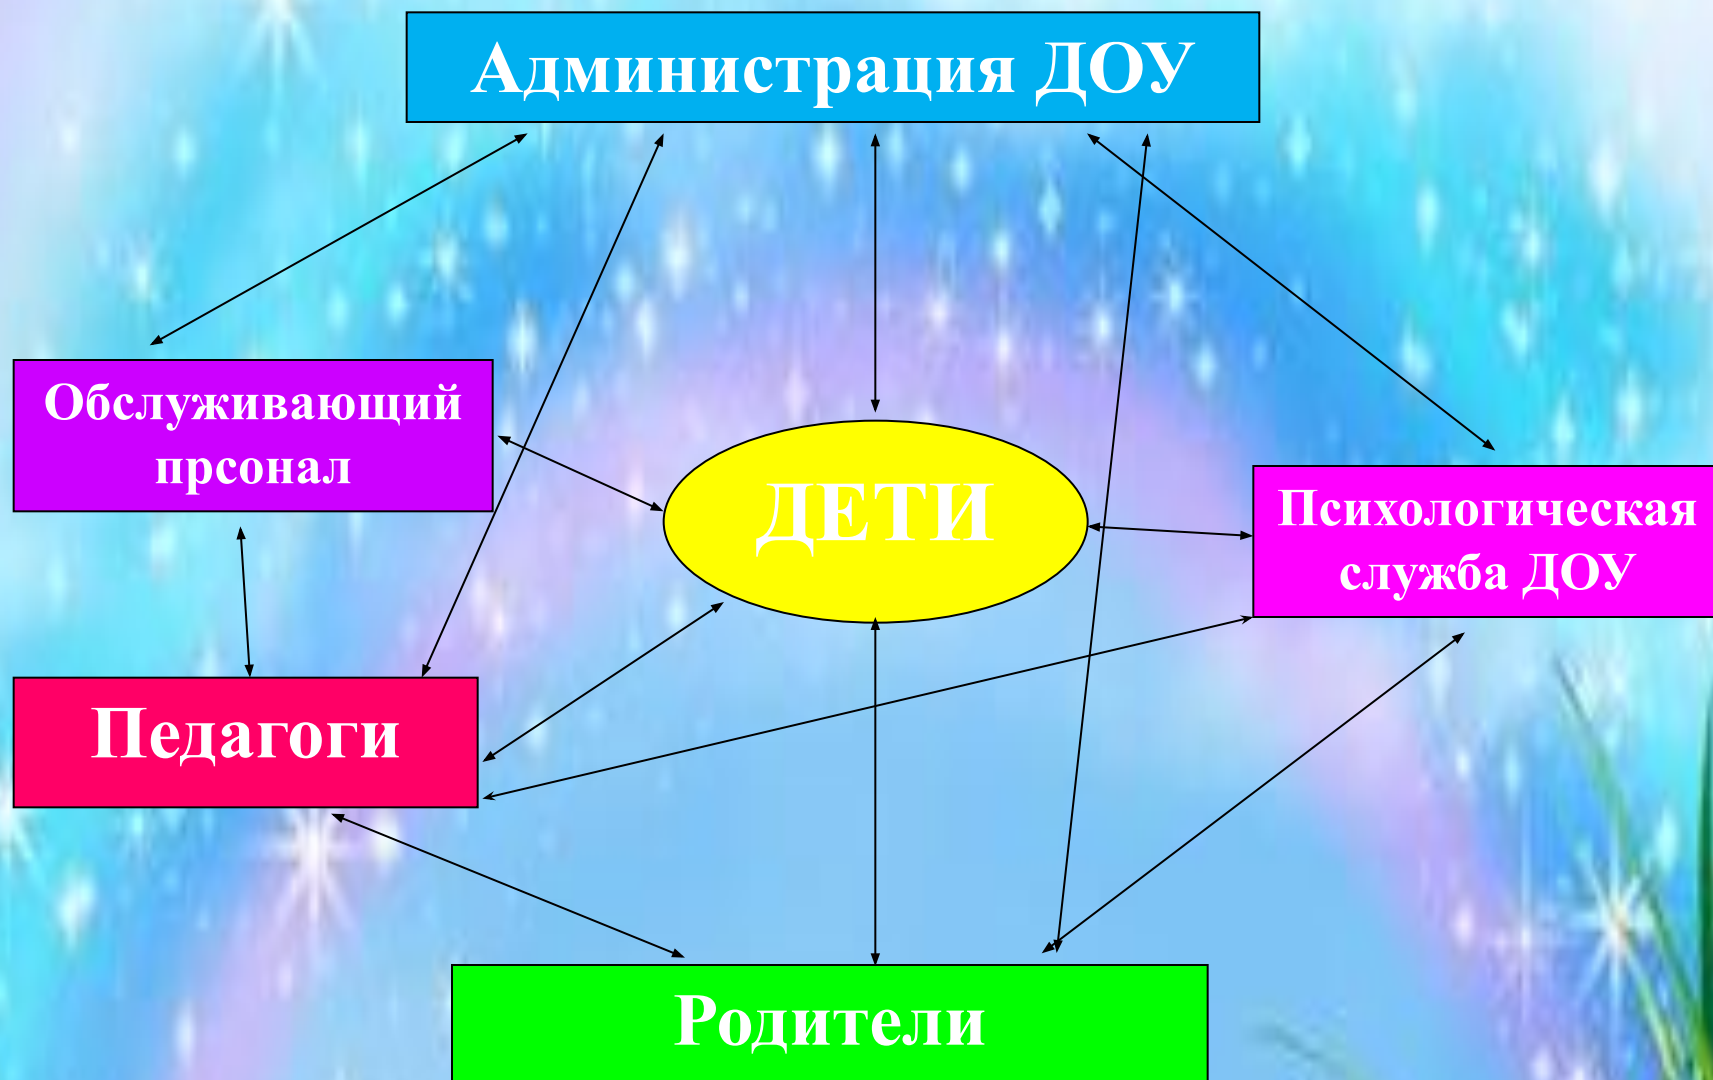 Администрация ДОУ
Обслуживающий
прсонал
ДЕТИ
Психологическая
служба ДОУ
Педагоги
Родители